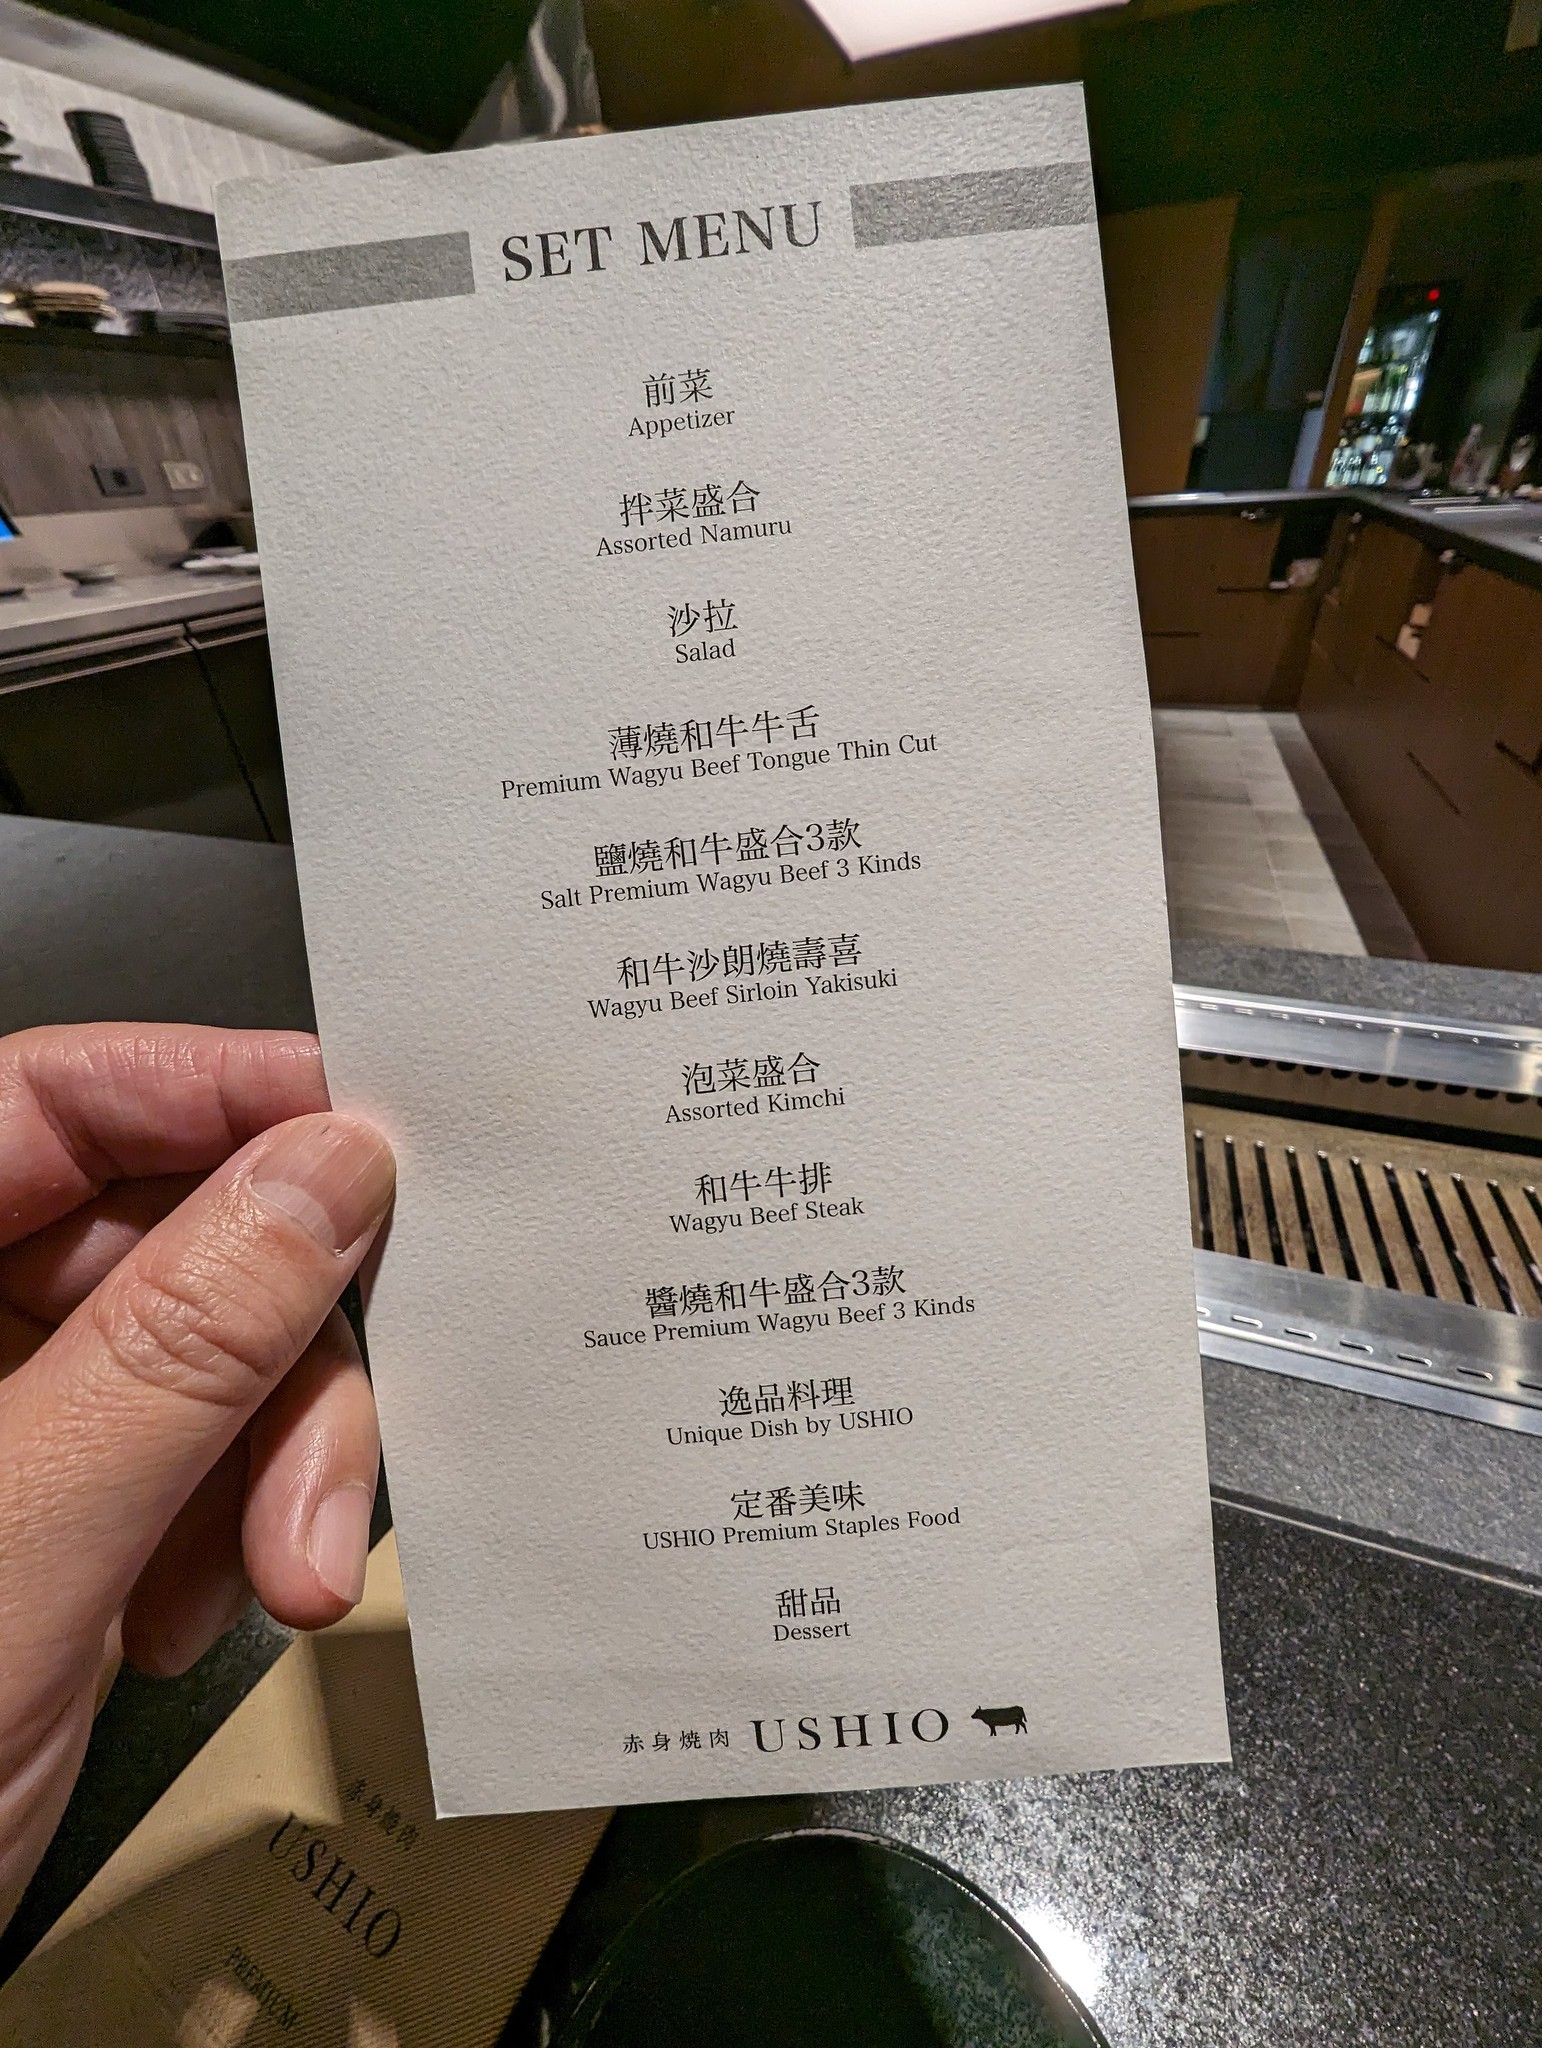 SET MENU
前菜
Appetizer
拌菜盛合
Assorted Namuru
沙拉
Salad
薄燒和牛牛舌
Premium Wagyu Beef Tongue Thin Cut
鹽燒和牛盛合3款
Salt Premium Wagyu Beef 3 Kinds
和牛沙朗燒壽喜
Wagyu Beef Sirloin Yakisuki
泡菜盛合
Assorted Kimchi
和牛牛排
Wagyu Beef Steak
醬燒和牛盛合3款
Sauce Premium Wagyu Beef 3 Kinds
逸品料理
Unique Dish by USHIO
定番美味
USHIO Premium Staples Food
甜品
Dessert
赤身焼肉 USHIO
赤身焼肉
USHIO
PREMIUM